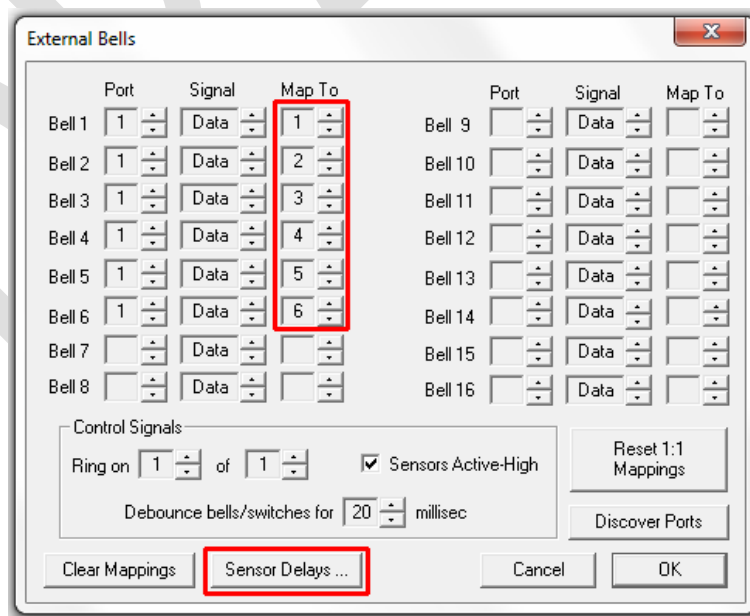 External Bells
Port Signal Map To Port Signal Map To
Bell 1 1 Data 1 Bell 9 Data
Bell 2 1 Data 2 Bell 10 Data
Bell 3 1 Data 3 Bell 11 Data
Bell 4 1 Data 4 Bell 12 Data
Bell 5 1 Data 5 Bell 13 Data
Bell 6 1 Data 6 Bell 14 Data
Bell 7 Data Bell 15 Data
Bell 8 Data Bell 16 Data
Control Signals
Ring on 1 of 1 Sensors Active-High
Debounce bells/switches for 20 millisec
Reset 1:1
Mappings
Discover Ports
Clear Mappings Sensor Delays ... Cancel OK